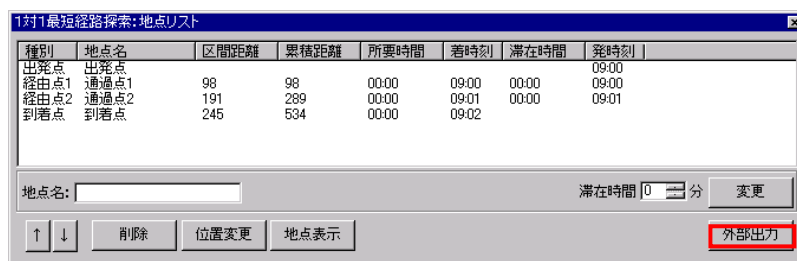 1対1最短経路探索:地点リスト
種別 地点名 区間距離 累積距離 所要時間 着時刻 滞在時間 発時刻
出発点 出発点 09:00
経由点1 通過点1 98 98 00:00 09:00 00:00 09:00
経由点2 通過点2 191 289 00:00 09:01 00:00 09:01
到着点 到着点 245 534 00:00 09:02
地点名: 滞在時間 0 分 変更
↑ ↓ 削除 位置変更 地点表示 外部出力